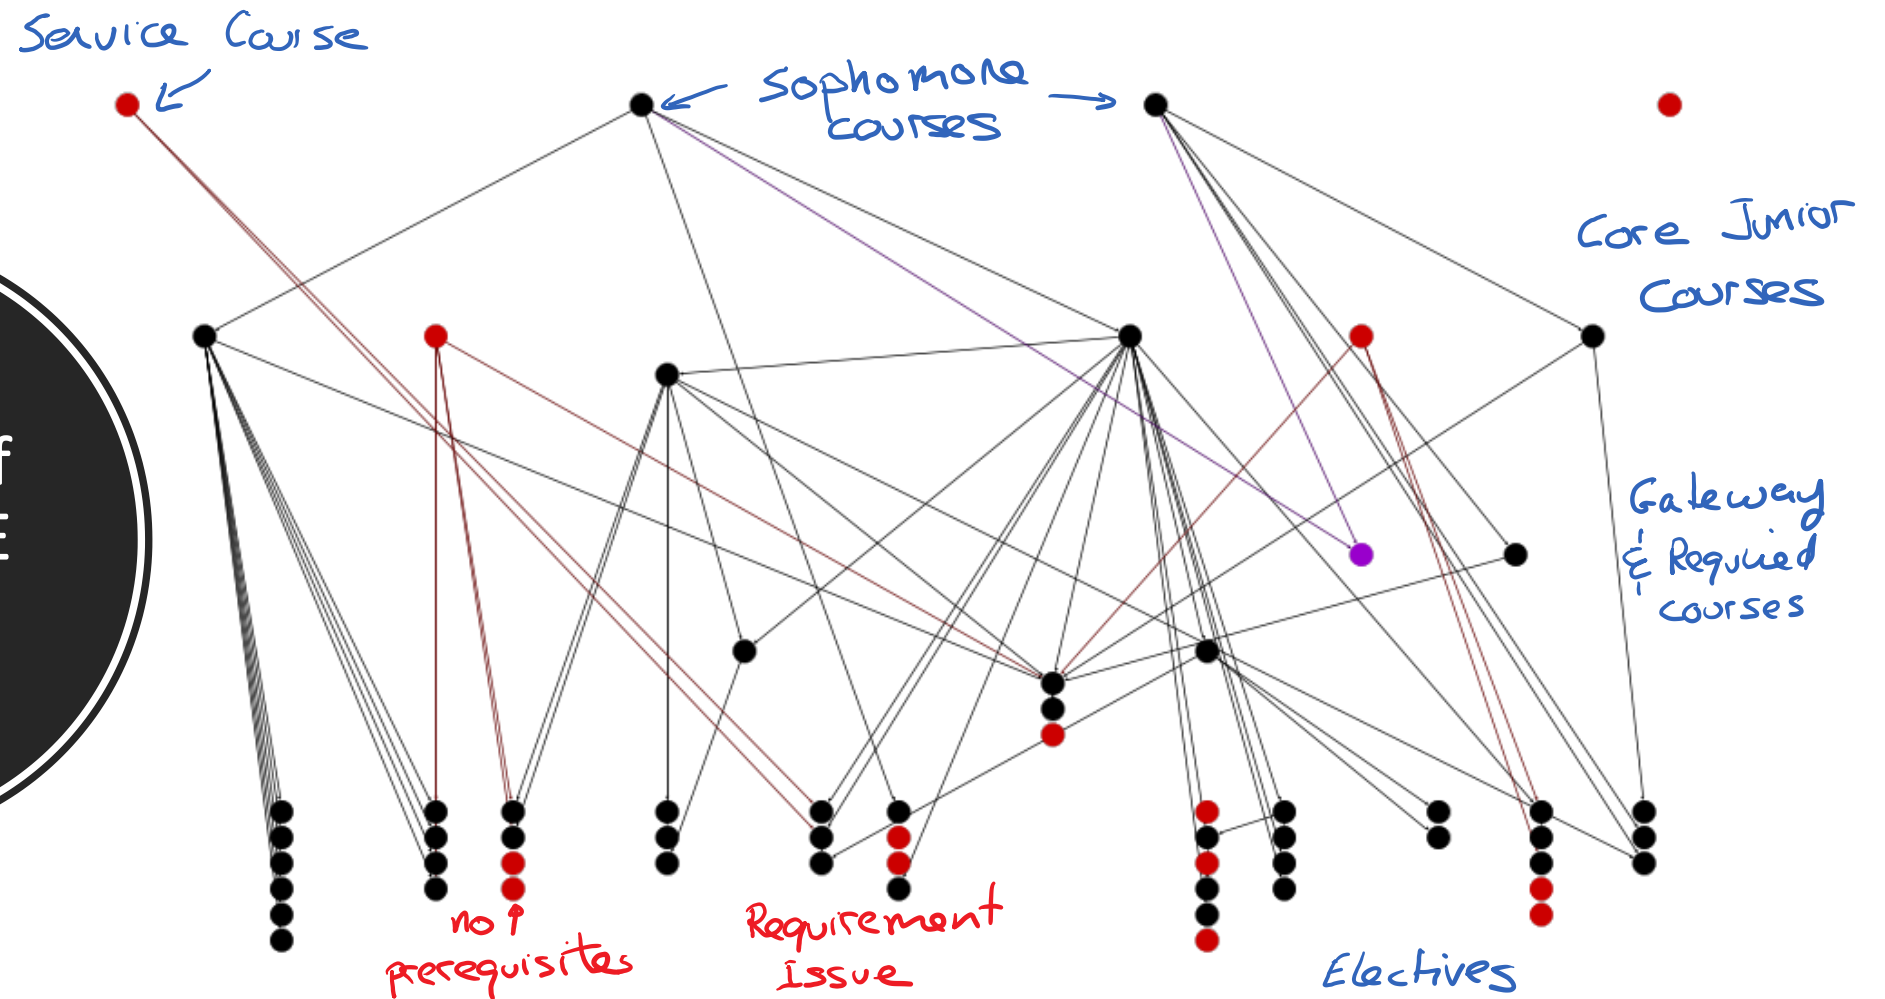 Service Course
Sophomore
courses
Core Junior
Courses
f
E
Gateway
& Required
courses
no
prerequisites
Requirement
Issue
Electives